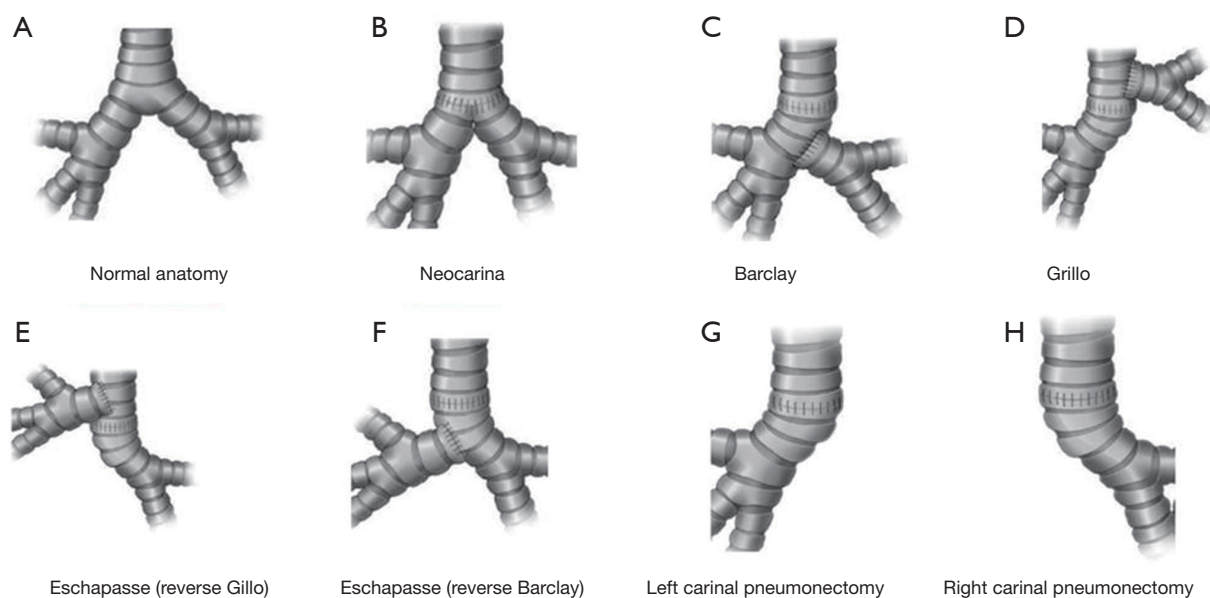 A
B
C
D
Normal anatomy
Neocarina
Barclay
Grillo
E
F
G
H
Eschapasse (reverse Gillo)
Eschapasse (reverse Barclay)
Left carinal pneumonectomy
Right carinal pneumonectomy